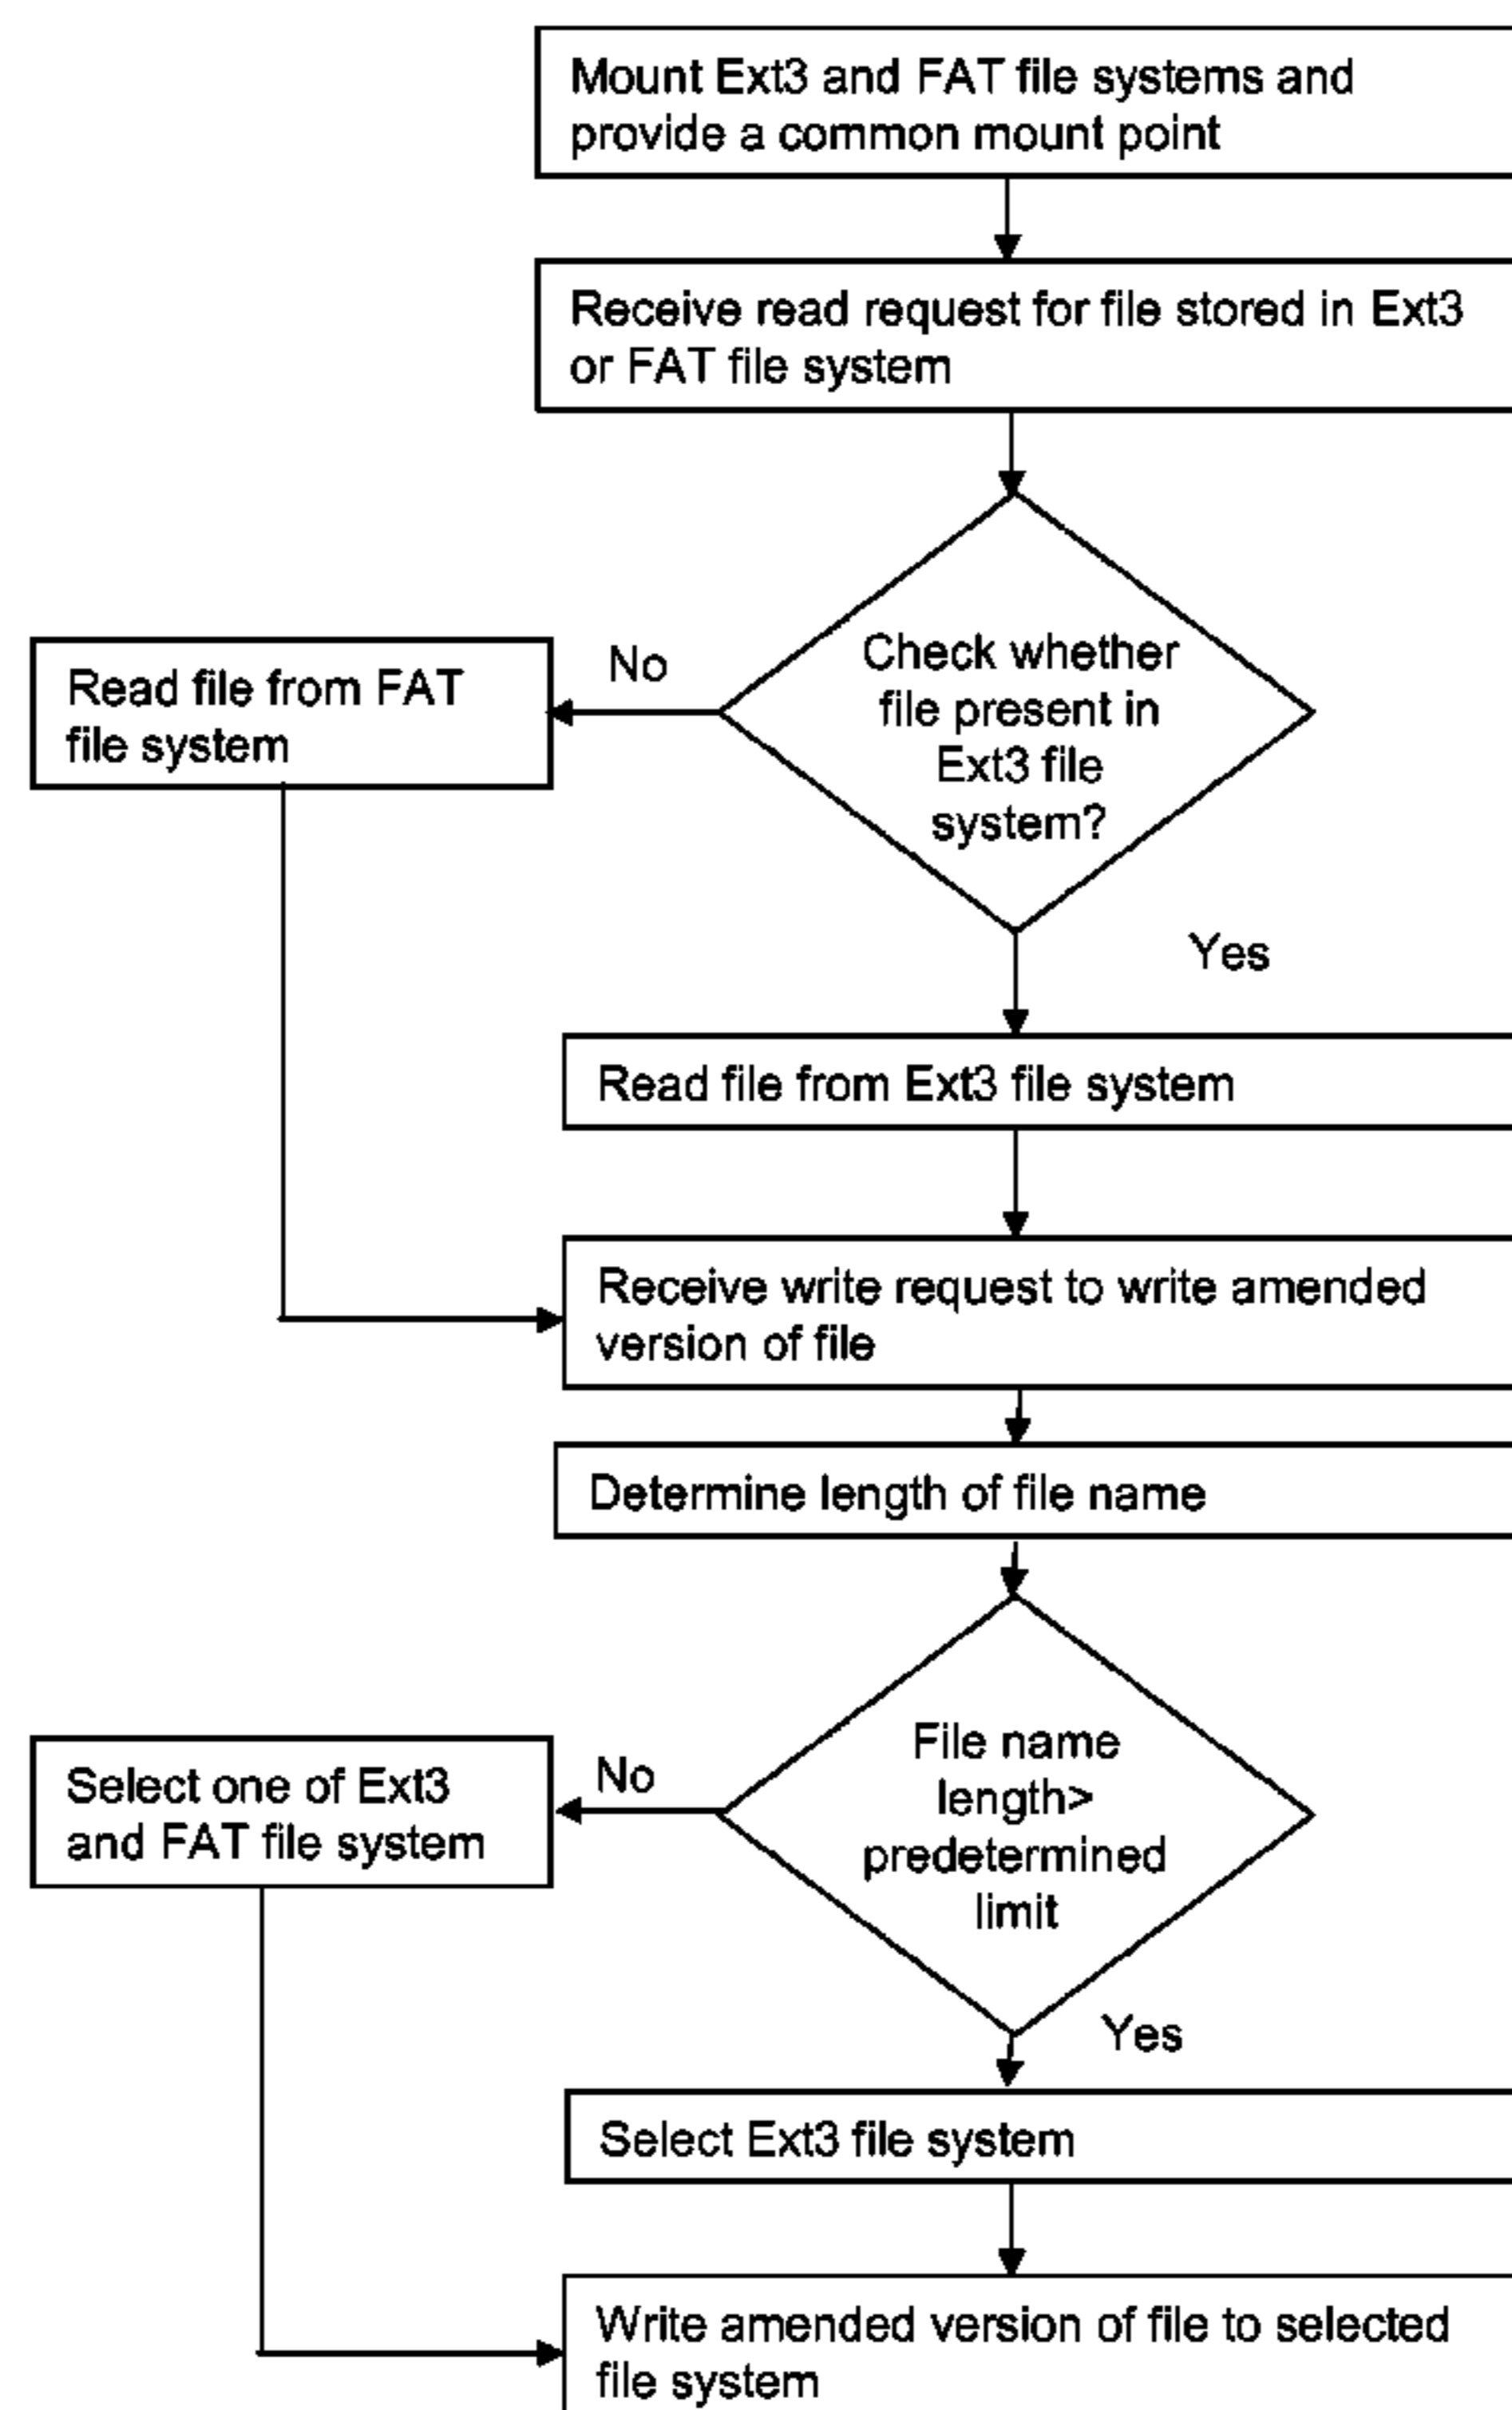 Mount Ext3 and FAT file systems and
provide a common mount point
Receive read request for file stored in Ext3
or FAT file system
Check whether
file present in
Ext3 file
system?
No
Read file from FAT
file system
Yes
Read file from Ext3 file system
Receive write request to write amended
version of file
Determine length of file name
File name
length>
predetermined
limit
No
Select one of Ext3
and FAT file system
Yes
Select Ext3 file system
Write amended version of file to selected
file system